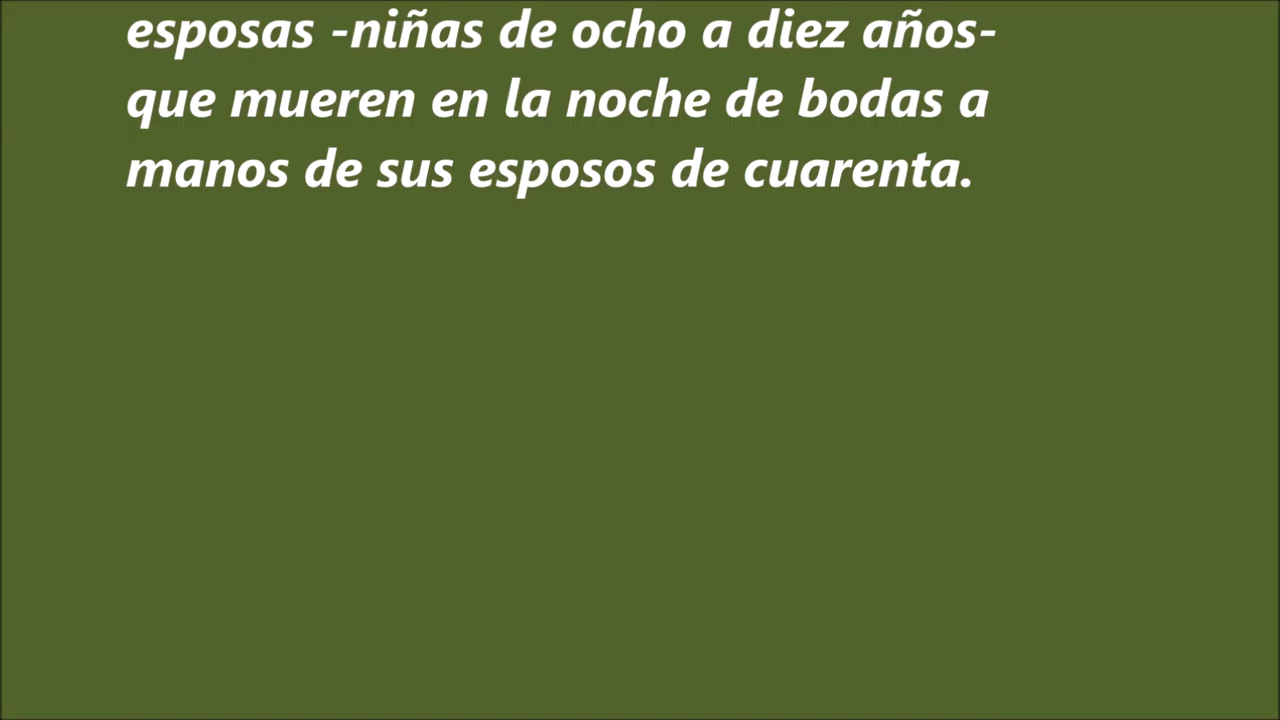 esposas -niñas de ocho a diez años-
que mueren en la noche de bodas a
manos de sus esposos de cuarenta.